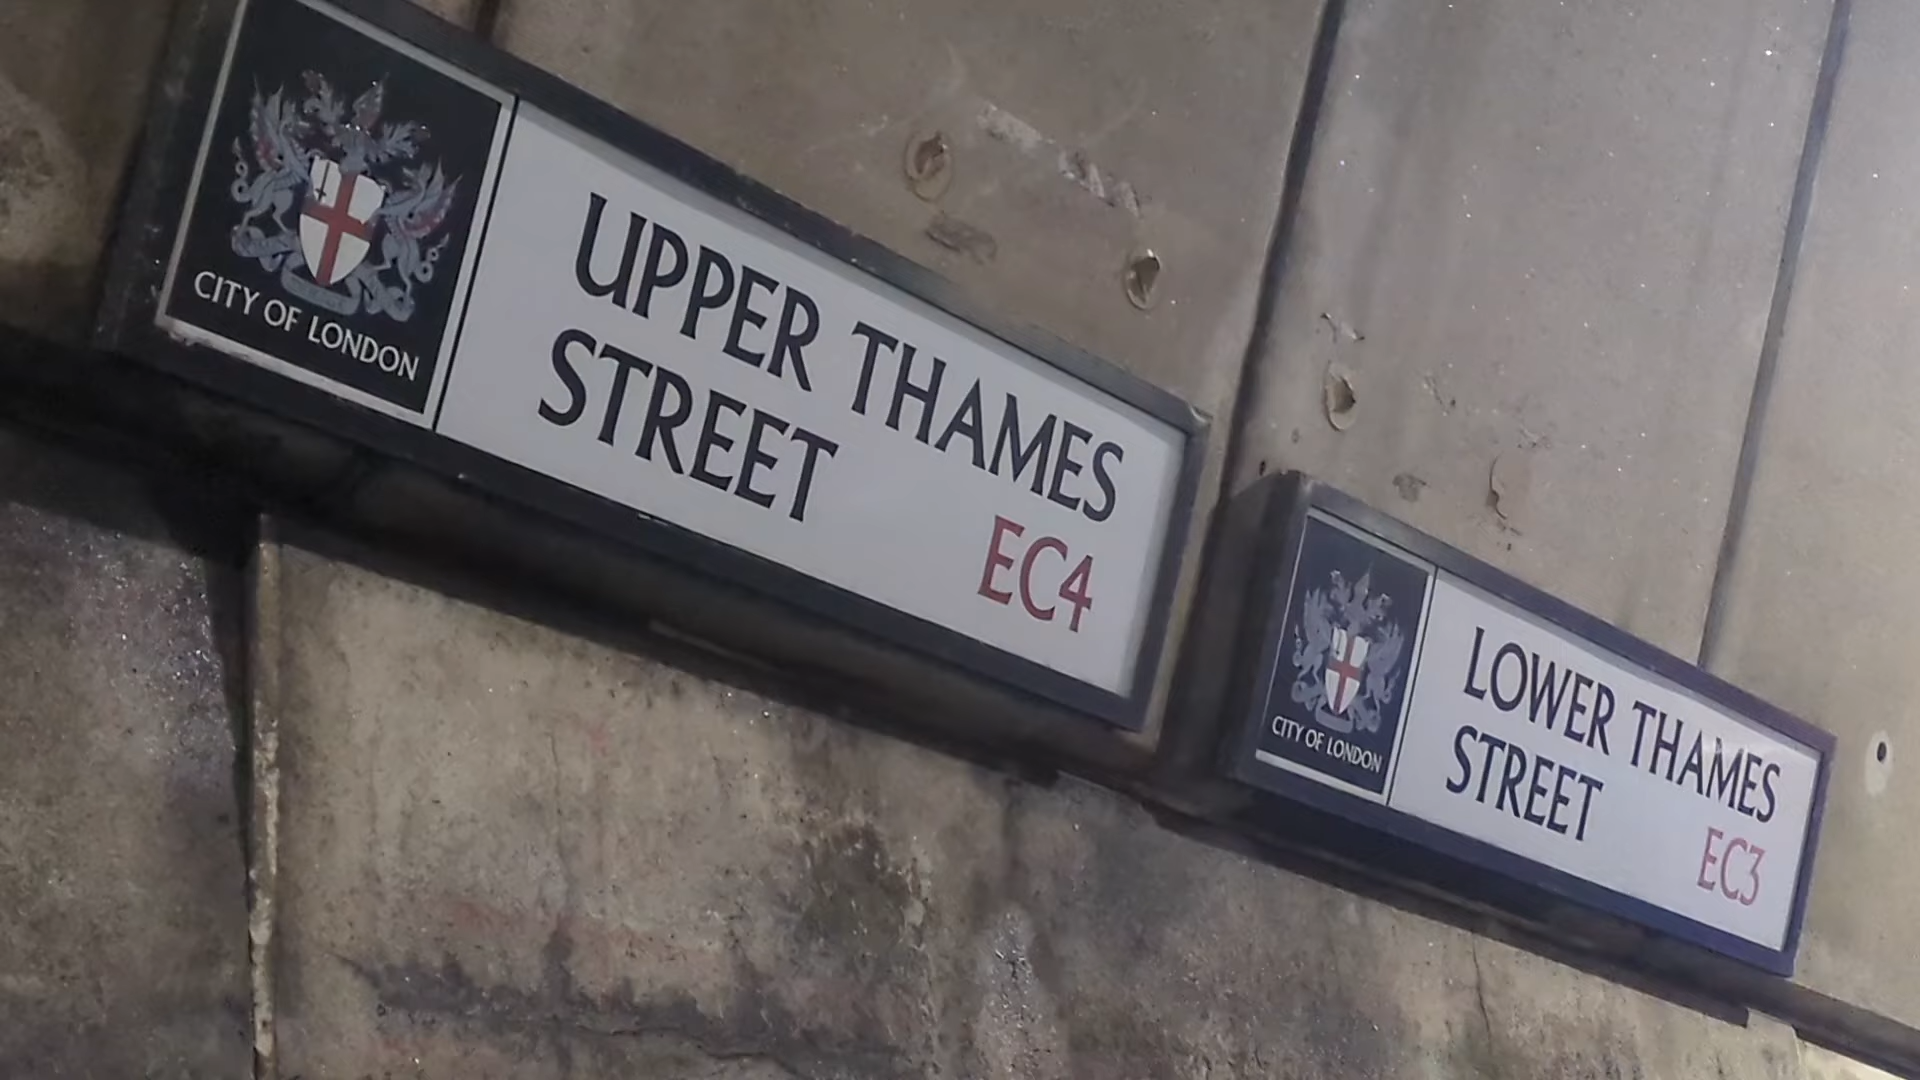 CITY OF LONDON
UPPER THAMES
STREET
EC4
CITY OF LONDON
LOWER THAMES
STREET
EC3